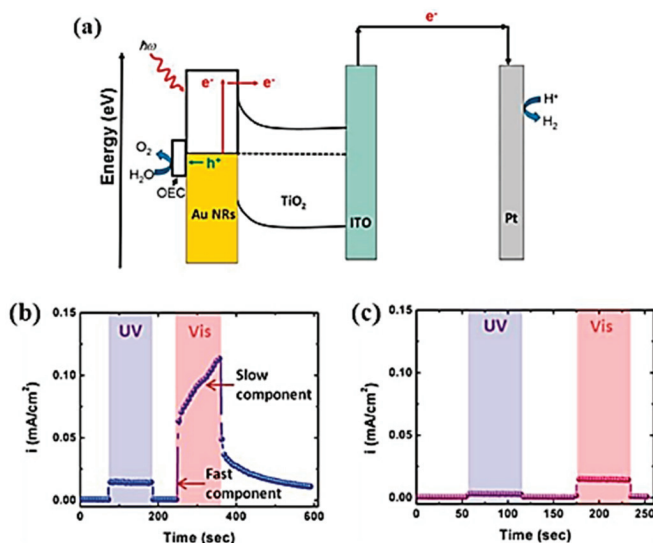 (a)
ħω
e⁻
e⁻
e⁻
Energy (eV)
O₂
H₂O
OEC
h⁺
Au NRs
TiO₂
ITO
Pt
H⁺
H₂
(b)
UV
Vis
Slow
component
Fast
component
i (mA/cm²)
0.15
0.10
0.05
0.00
0
200
400
600
Time (sec)
(c)
UV
Vis
i (mA/cm²)
0.15
0.10
0.05
0.00
0
50
100
150
200
250
Time (sec)